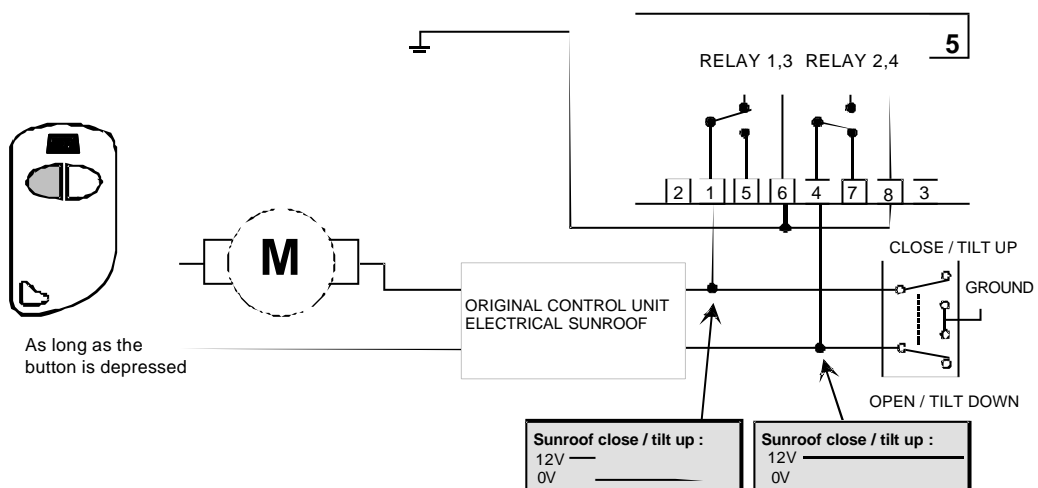 5
RELAY 1,3 RELAY 2,4
2 1 5 6 4 7 8 3
M
CLOSE / TILT UP
GROUND
ORIGINAL CONTROL UNIT
ELECTRICAL SUNROOF
As long as the
button is depressed
OPEN / TILT DOWN
Sunroof close / tilt up :
12V
0V
Sunroof close / tilt up :
12V
0V